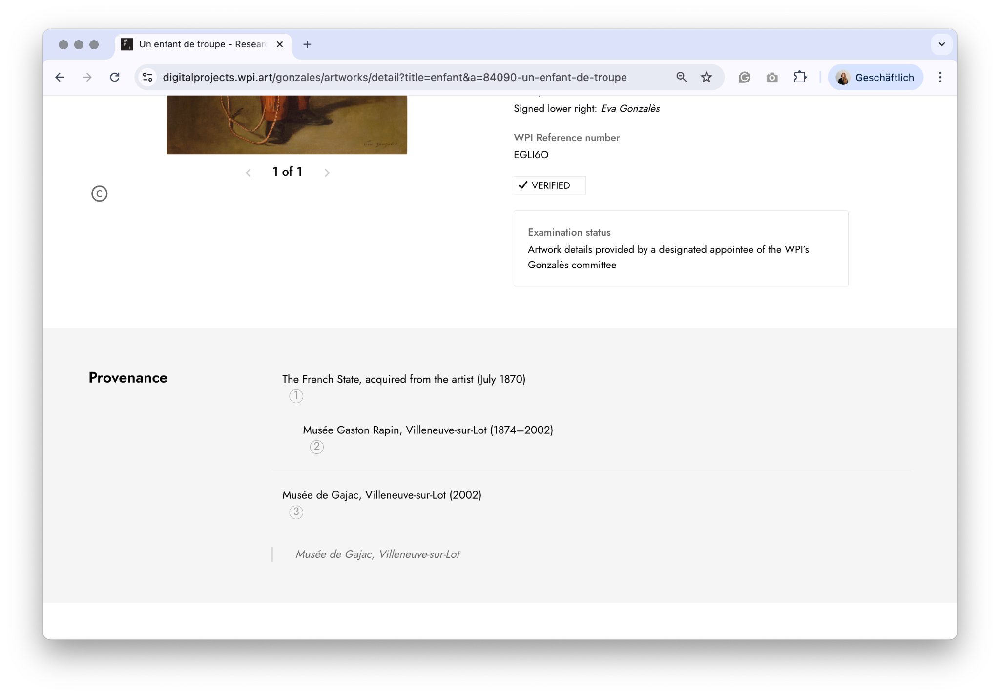 W
P
I
Un enfant de troupe - Resear
digitalprojects.wpi.art/gonzales/artworks/detail?title=enfant&a=84090-un-enfant-de-troupe
Geschäftlich
Signed lower right: Eva Gonzalès
WPI Reference number
EGLI6O
Eva Gonzalès
1 of 1
VERIFIED
C
Examination status
Artwork details provided by a designated appointee of the WPI’s
Gonzalès committee
Provenance
The French State, acquired from the artist (July 1870)
1
Musée Gaston Rapin, Villeneuve-sur-Lot (1874–2002)
2
Musée de Gajac, Villeneuve-sur-Lot (2002)
3
Musée de Gajac, Villeneuve-sur-Lot